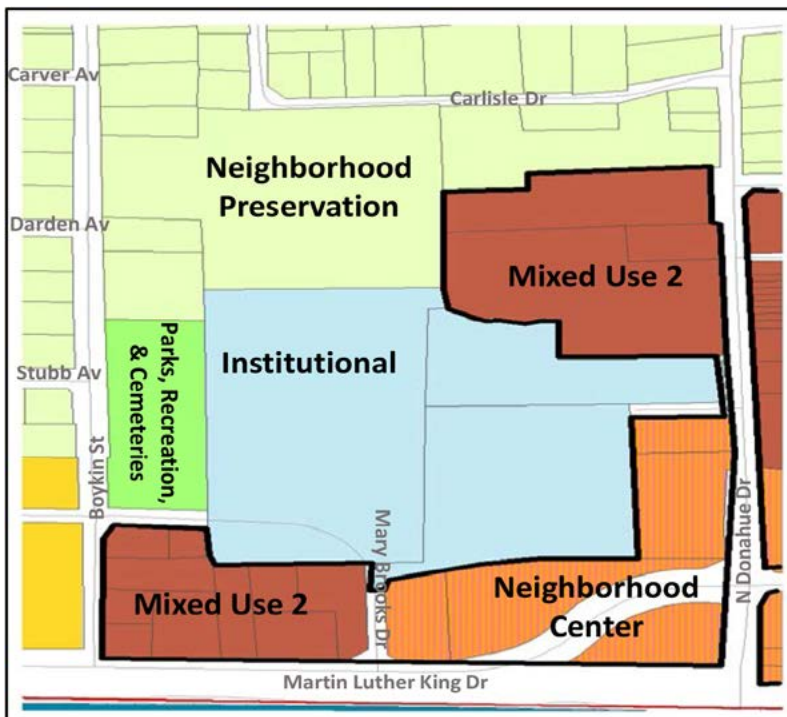 Carver Av
Carlisle Dr
Neighborhood
Preservation
Darden Av
Mixed Use 2
Parks, Recreation,
& Cemeteries
Institutional
Stubb Av
Boykin St
Mary Brooks Dr
N Donahue Dr
Mixed Use 2
Neighborhood
Center
Martin Luther King Dr